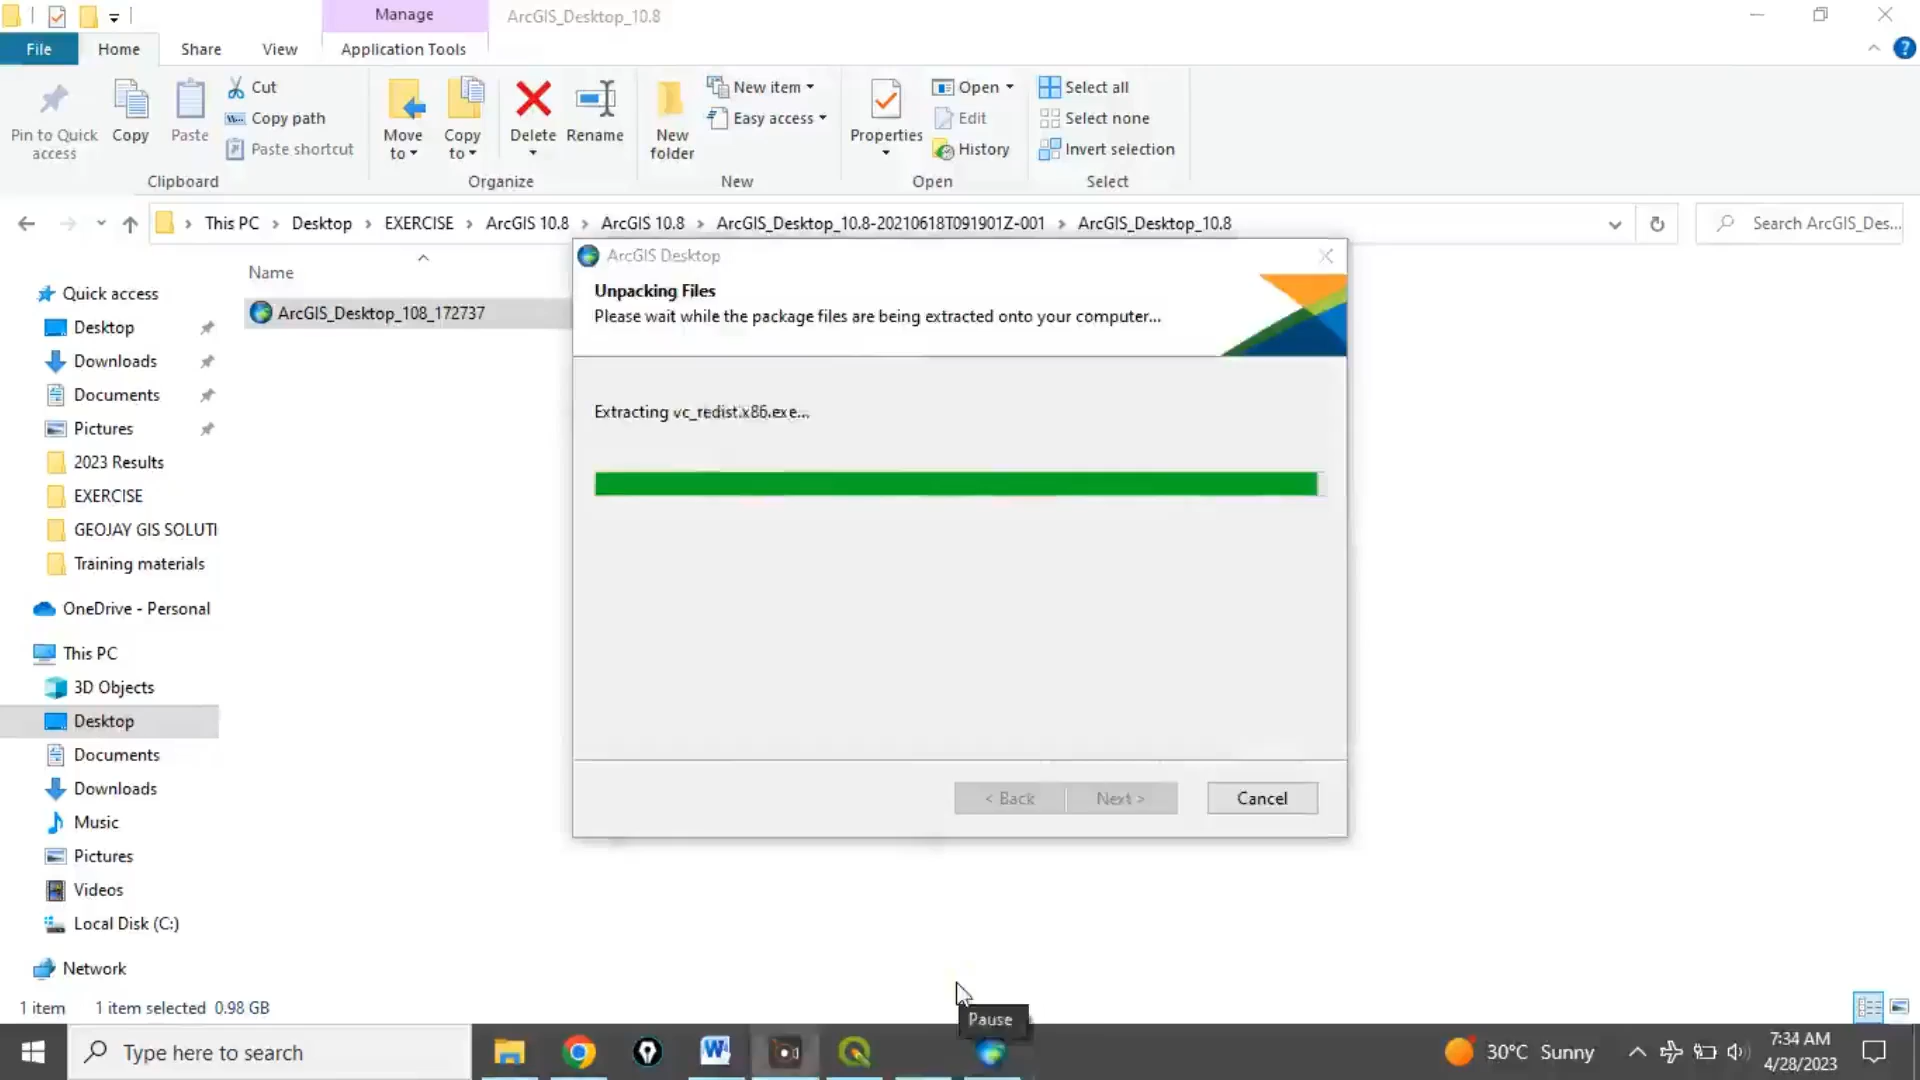 Manage
ArcGIS_Desktop_10.8
File
Home
Share
View
Application Tools
Pin to Quick access
Copy
Paste
Cut
Copy path
Paste shortcut
Clipboard
Move to
Copy to
Delete
Rename
Organize
New folder
New item
Easy access
New
Properties
Open
Edit
History
Open
Select all
Select none
Invert selection
Select
This PC
Desktop
EXERCISE
ArcGIS 10.8
ArcGIS 10.8
ArcGIS_Desktop_10.8-20210618T091901Z-001
ArcGIS_Desktop_10.8
Search ArcGIS_Des...
Quick access
Desktop
Downloads
Documents
Pictures
2023 Results
EXERCISE
GEOJAY GIS SOLUTI
Training materials
OneDrive - Personal
This PC
3D Objects
Desktop
Documents
Downloads
Music
Pictures
Videos
Local Disk (C:)
Network
Name
ArcGIS_Desktop_108_172737
ArcGIS Desktop
Unpacking Files
Please wait while the package files are being extracted onto your computer...
Extracting vc_redist.x86.exe...
< Back
Next >
Cancel
1 item
1 item selected 0.98 GB
Pause
Type here to search
30°C Sunny
7:34 AM
4/28/2023